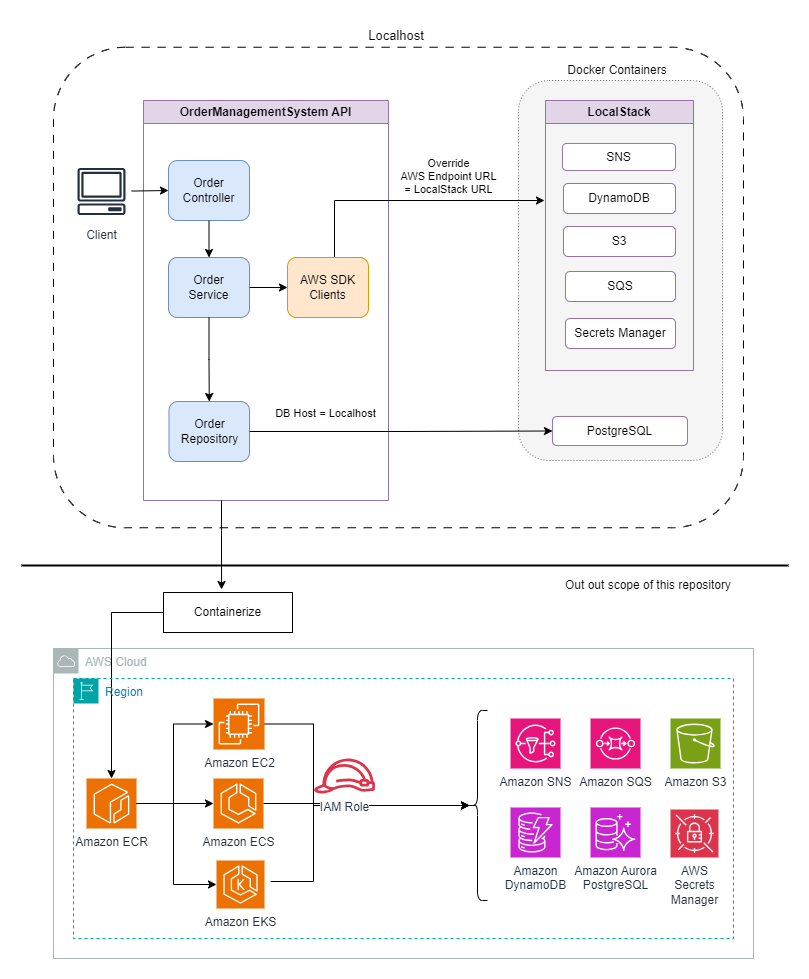 Localhost
Docker Containers
OrderManagementSystem API
LocalStack
SNS
DynamoDB
S3
SQS
Secrets Manager
Override
AWS Endpoint URL
= LocalStack URL
Client
Order
Controller
Order
Service
AWS SDK
Clients
Order
Repository
DB Host = Localhost
PostgreSQL
Out out scope of this repository
Containerize
AWS Cloud
Region
Amazon EC2
Amazon ECR
Amazon ECS
Amazon EKS
IAM Role
Amazon SNS
Amazon SQS
Amazon S3
Amazon
DynamoDB
Amazon Aurora
PostgreSQL
AWS
Secrets
Manager